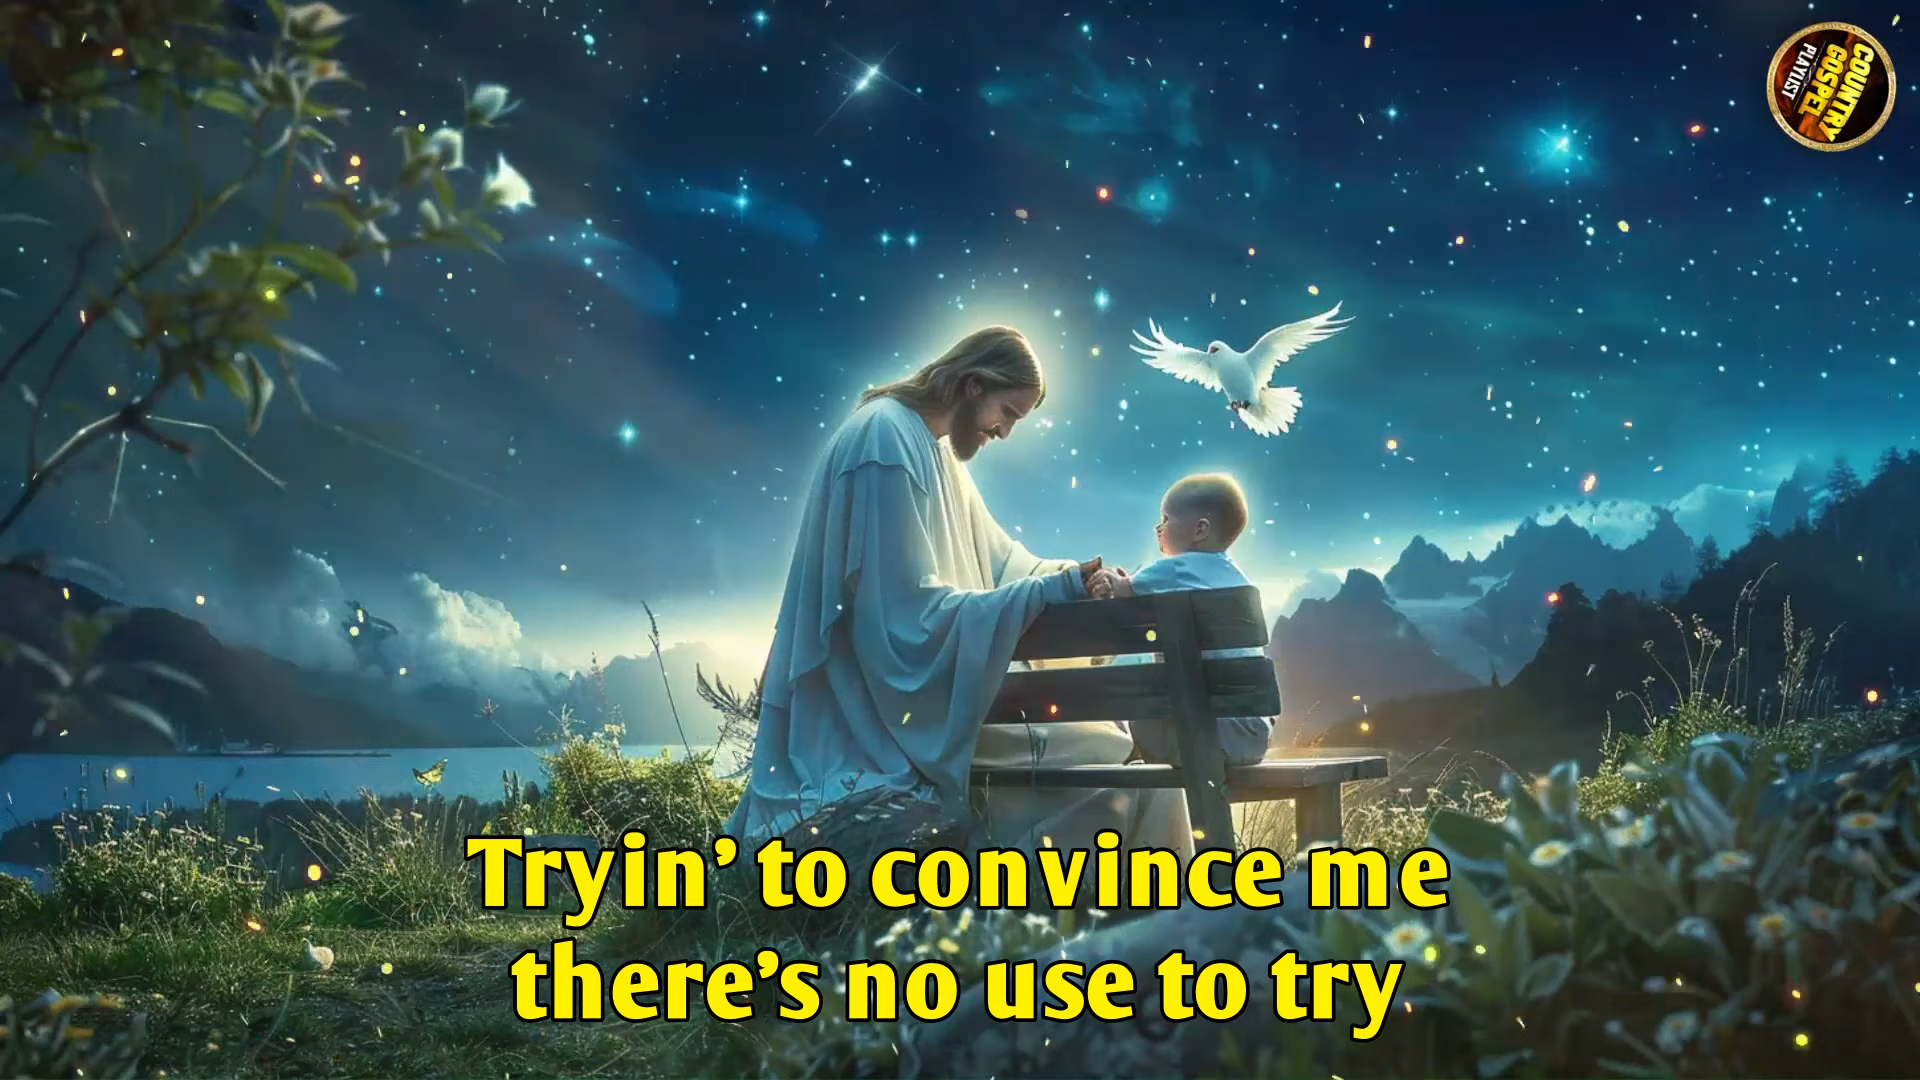 COUNTRY
GOSPEL
PLAYLIST
Tryin’ to convince me
there’s no use to try